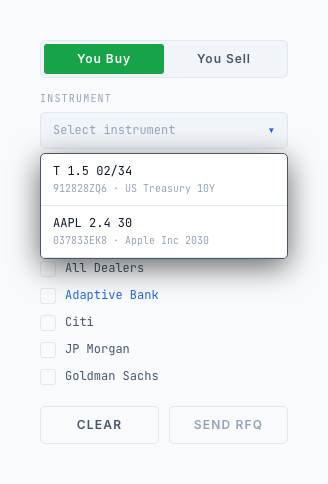 You Buy
You Sell
INSTRUMENT
Select instrument
T 1.5 02/34
912828ZQ6 · US Treasury 10Y
AAPL 2.4 30
037833EK8 · Apple Inc 2030
All Dealers
Adaptive Bank
Citi
JP Morgan
Goldman Sachs
CLEAR
SEND RFQ